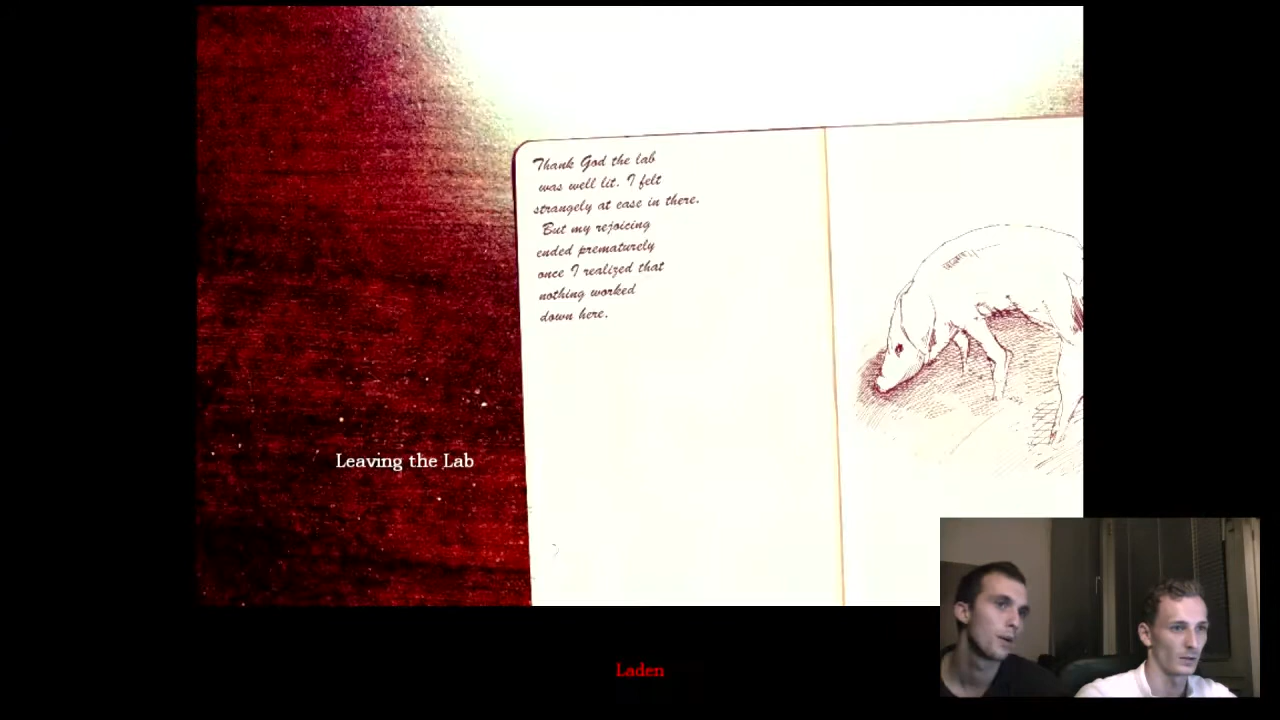 Thank God the lab
was well lit. I felt
strangely at ease in there.
But my rejoicing
ended prematurely
once I realized that
nothing worked
down here.
Leaving the Lab
Laden